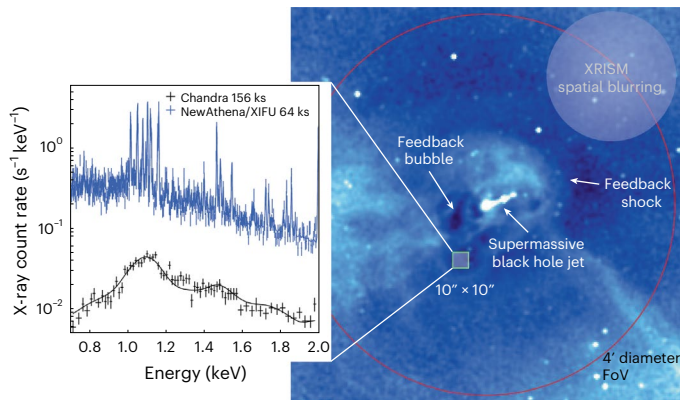 Chandra 156 ks
NewAthena/XIFU 64 ks
X-ray count rate (s⁻¹ keV⁻¹)
10⁰
10⁻¹
10⁻²
0.8
1.0
1.2
1.4
1.6
1.8
2.0
Energy (keV)
XRISM
spatial blurring
Feedback
bubble
Feedback
shock
Supermassive
black hole jet
10″ × 10″
4′ diameter
FoV